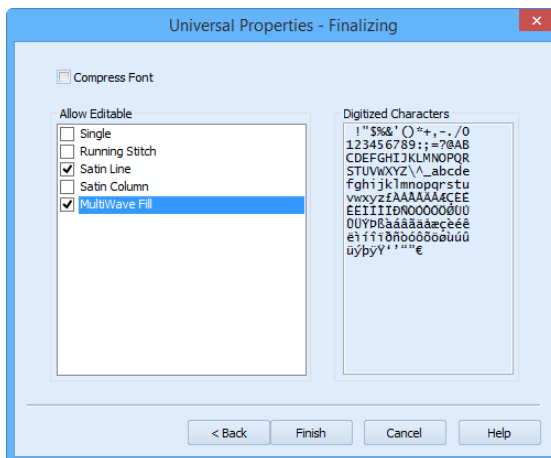 Universal Properties - Finalizing
Compress Font
Allow Editable
Single
Running Stitch
Satin Line
Satin Column
MultiWave Fill
Digitized Characters
!"$%&'()*+,-./0
123456789:;=?@AB
CDEFGHIJKLMNOPQR
STUVWXYZ\^_abcde
fghijklmnopqrstu
vwxyz£ÀÁÂÃÄÅÆÇÈÉ
ÊËÌÍÎÏÐÑÒÓÔÕÖØÙÚ
ÛÜÝÞßàáâãäåæçèéê
ëìíîïðñòóôõöøùúû
üýþÿŸ‘’“”€
< Back
Finish
Cancel
Help